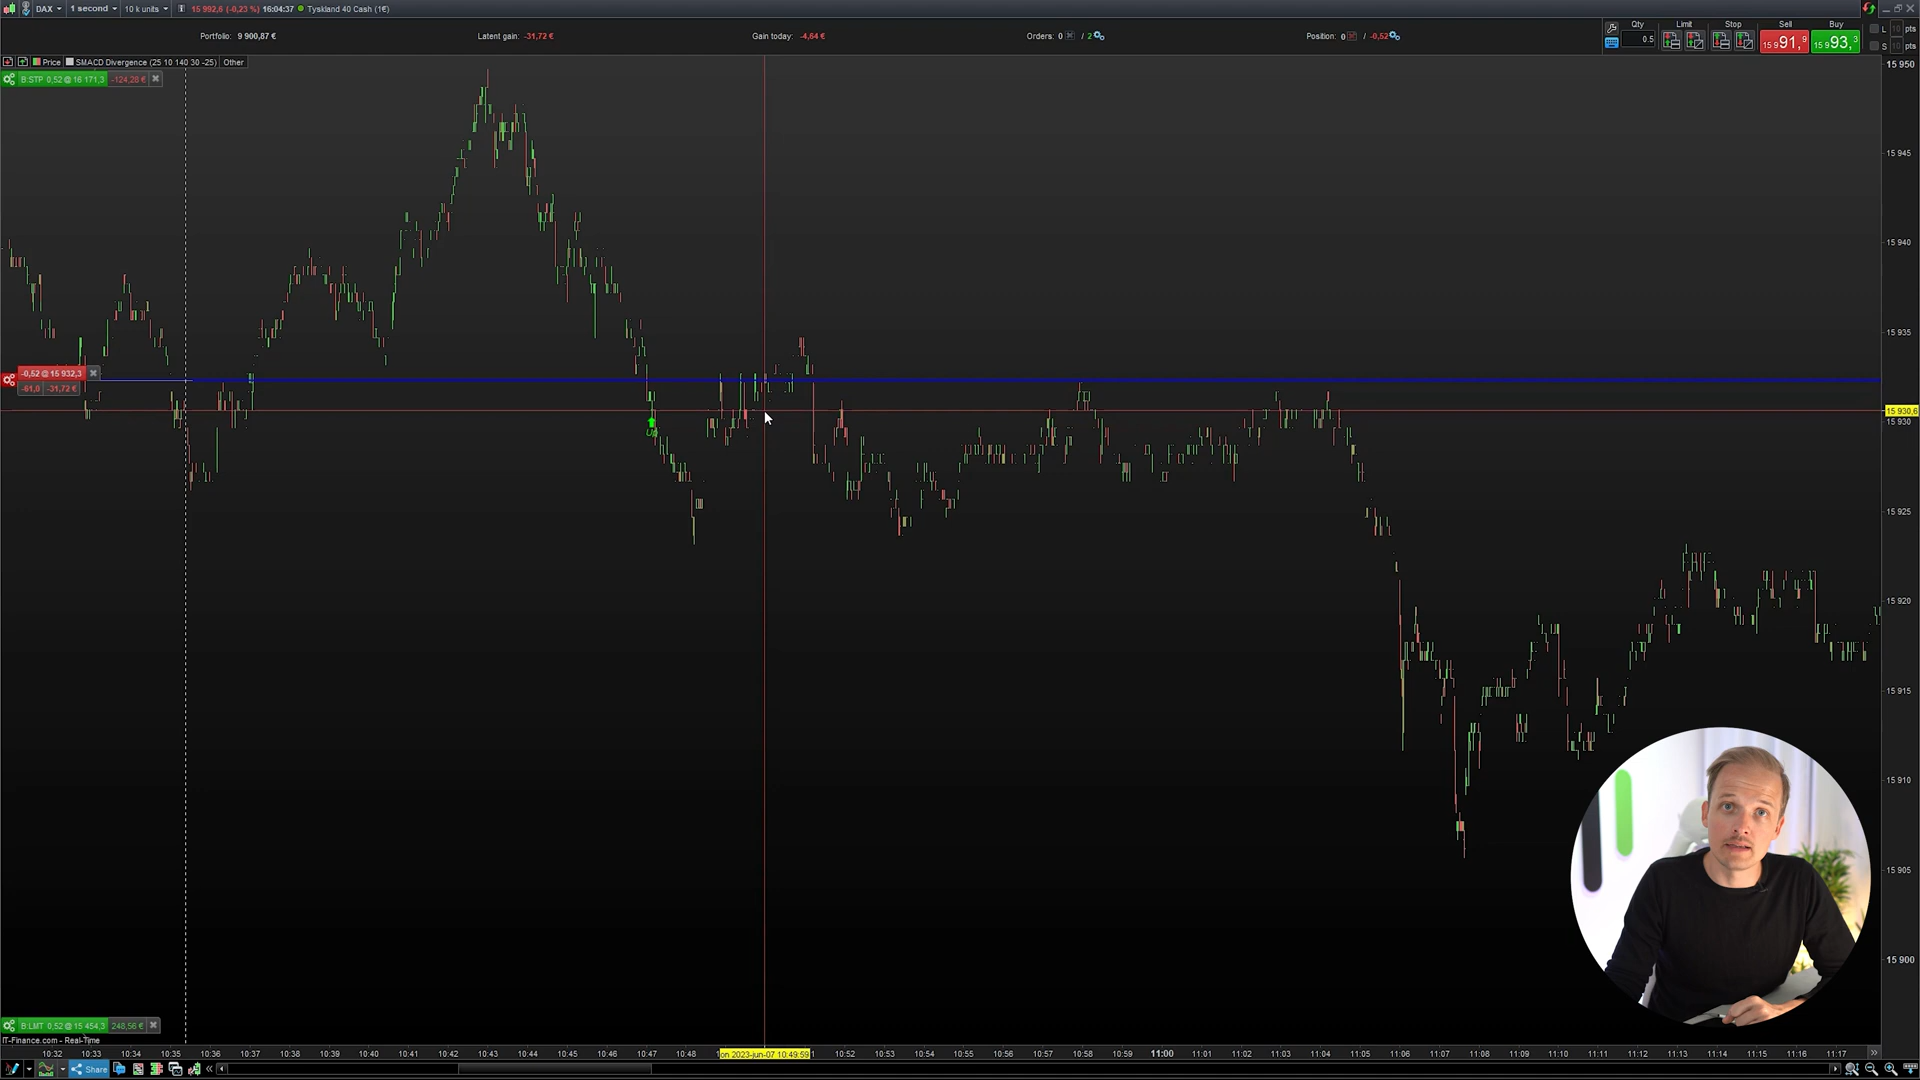 DAX 1 second 10 k units 15 992,6 (-0,23 %) 16:04:37 Tyskland 40 Cash (1€)
Portfolio: 9 900,87 € Latent gain: -31,72 € Gain today: -4,64 € Orders: 0 / 2 Position: 0 / -0,52
Qty Limit Stop Sell Buy
0.5 15 991,9 15 993,3 L 10 pts
S 10 pts
Price SMACD Divergence (25 10 140 30 -25) Other
B:STP 0,52 @ 16 171,3 -124,28 €
-0,52 @ 15 932,3
-61,0 -31,72 €
Up
15 950
15 945
15 940
15 935
15 930,6
15 930
15 925
15 920
15 915
15 910
15 905
15 900
B:LMT 0,52 @ 15 454,3 248,56 €
IT-Finance.com - Real-Time
10:32 10:33 10:34 10:35 10:36 10:37 10:38 10:39 10:40 10:41 10:42 10:43 10:44 10:45 10:46 10:47 10:48 on 2023-jun-07 10:49:59 10:52 10:53 10:54 10:55 10:56 10:57 10:58 10:59 11:00 11:01 11:02 11:03 11:04 11:05 11:06 11:07 11:08 11:09 11:10 11:11 11:12 11:13 11:14 11:15 11:16 11:17
Share